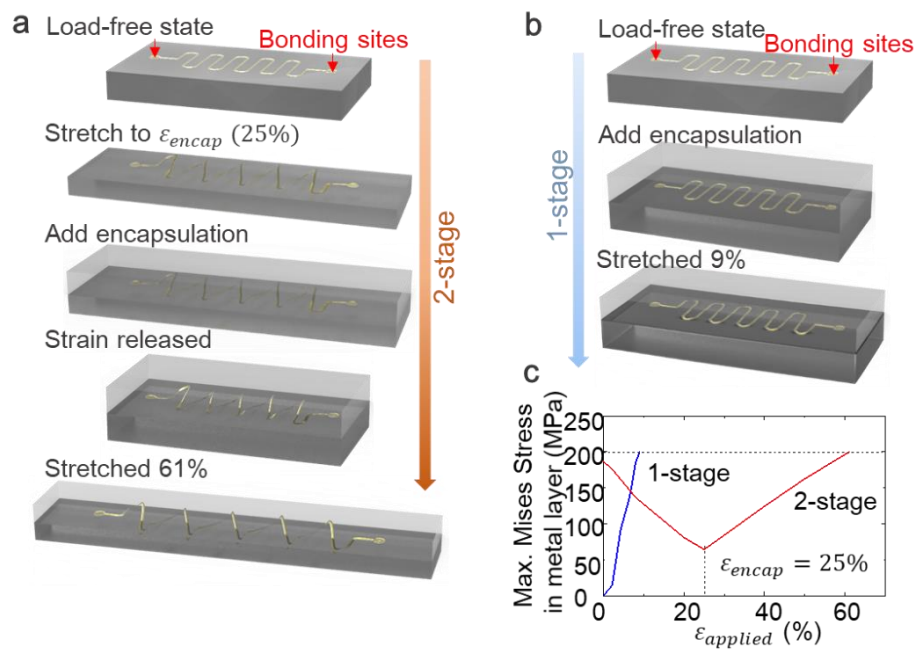 a
Load-free state
Bonding sites
Stretch to ε_encap (25%)
Add encapsulation
Strain released
Stretched 61%
2-stage
b
Load-free state
Bonding sites
Add encapsulation
Stretched 9%
1-stage
c
Max. Mises Stress
in metal layer (MPa)
250
200
150
100
50
0
1-stage
2-stage
ε_encap = 25%
0 20 40 60
ε_applied (%)